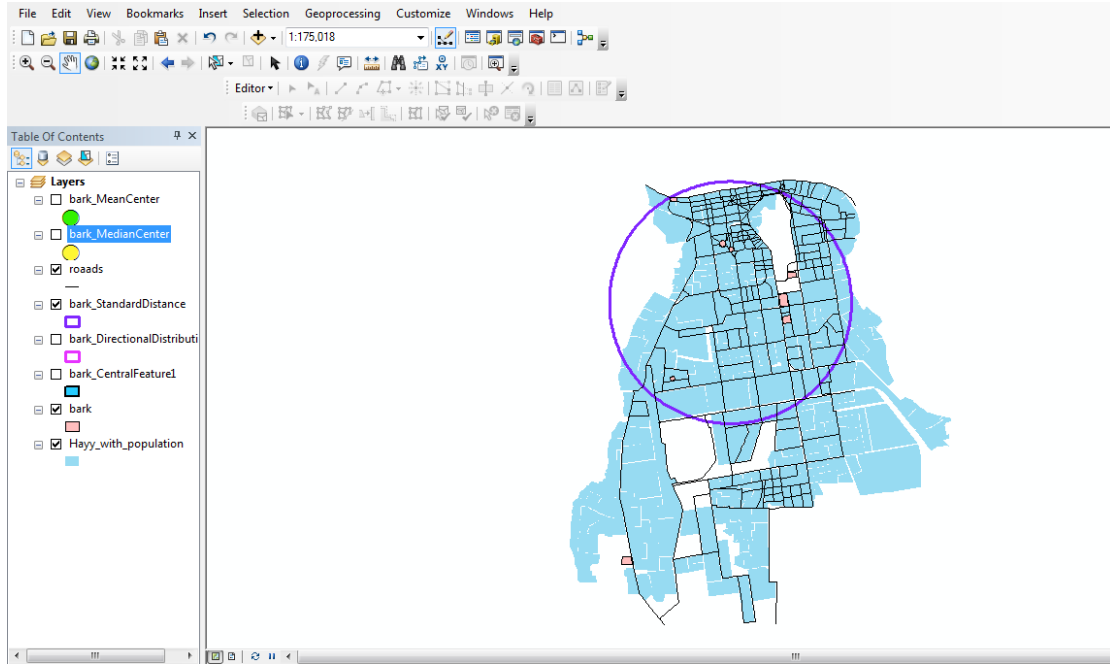 File Edit View Bookmarks Insert Selection Geoprocessing Customize Windows Help
1:175,018
Editor
Table Of Contents
Layers
bark_MeanCenter
bark_MedianCenter
roaads
bark_StandardDistance
bark_DirectionalDistributi
bark_CentralFeature1
bark
Hayy_with_population